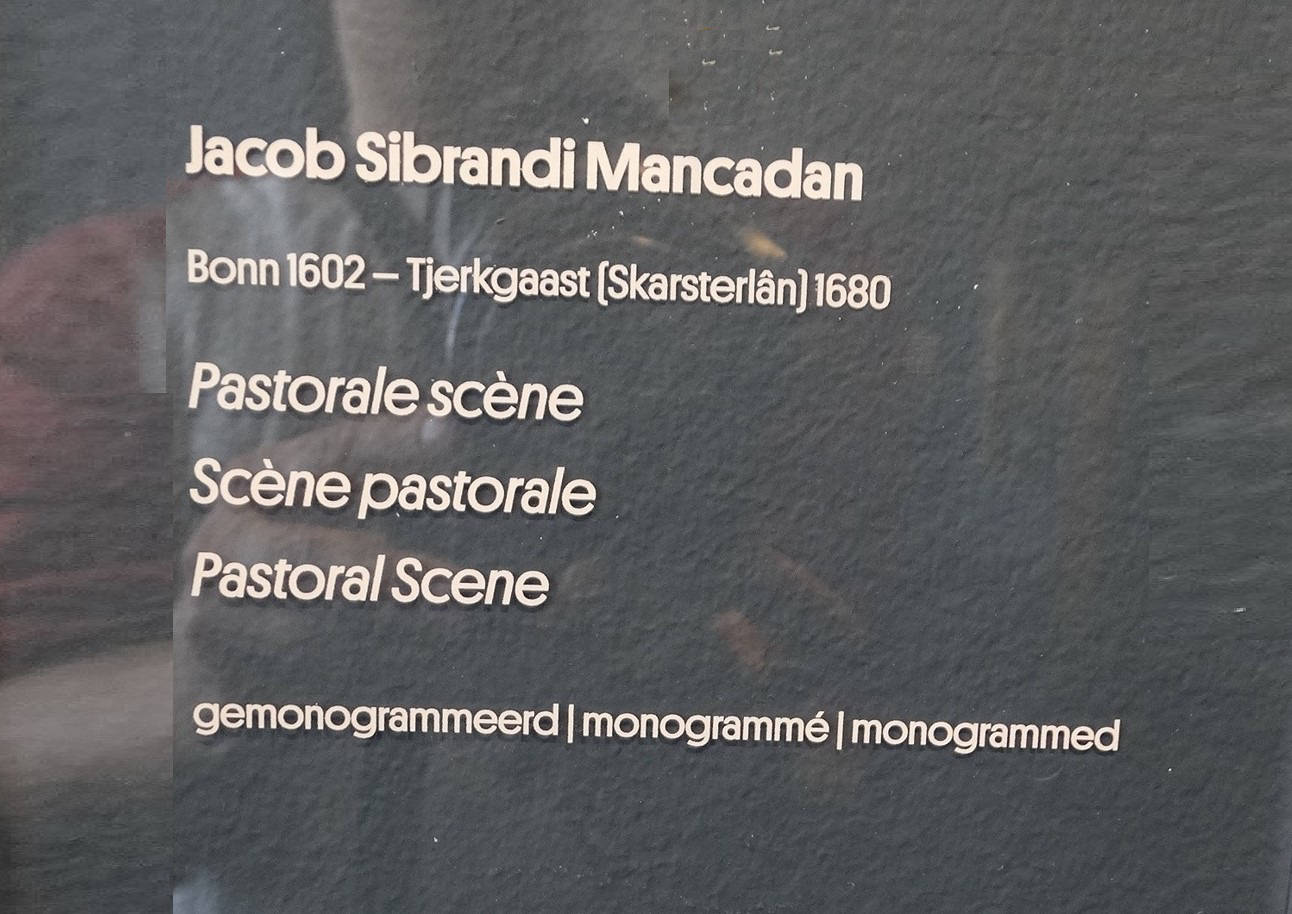 Jacob Sibrandi Mancadan
Bonn 1602 – Tjerkgaast (Skarsterlân) 1680
Pastorale scène
Scène pastorale
Pastoral Scene
gemonogrammeerd | monogrammé | monogrammed